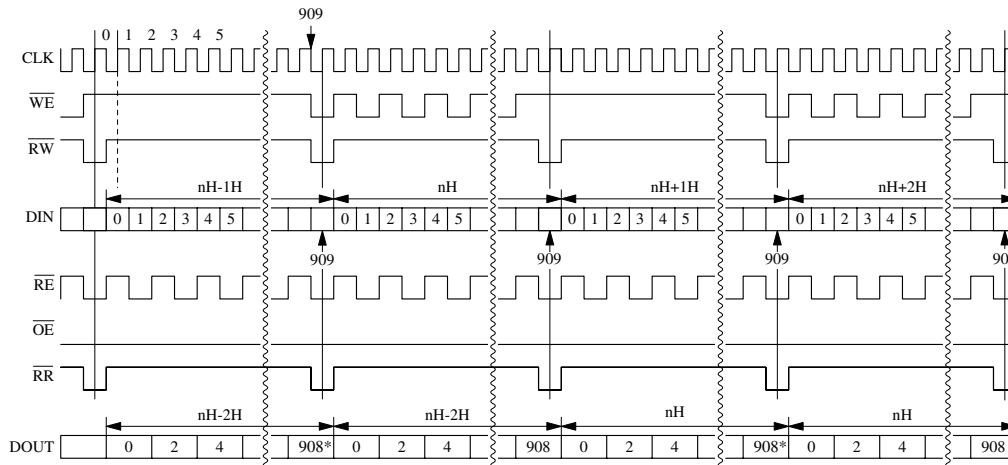 909
0 1 2 3 4 5
CLK
WE
RW
nH-1H nH nH+1H nH+2H
DIN 0 1 2 3 4 5 0 1 2 3 4 5 0 1 2 3 4 5 0 1 2 3 4 5
909 909 909 90
RE
OE
RR
nH-2H nH-2H nH nH
DOUT 0 2 4 908* 0 2 4 908 0 2 4 908* 0 2 4 908